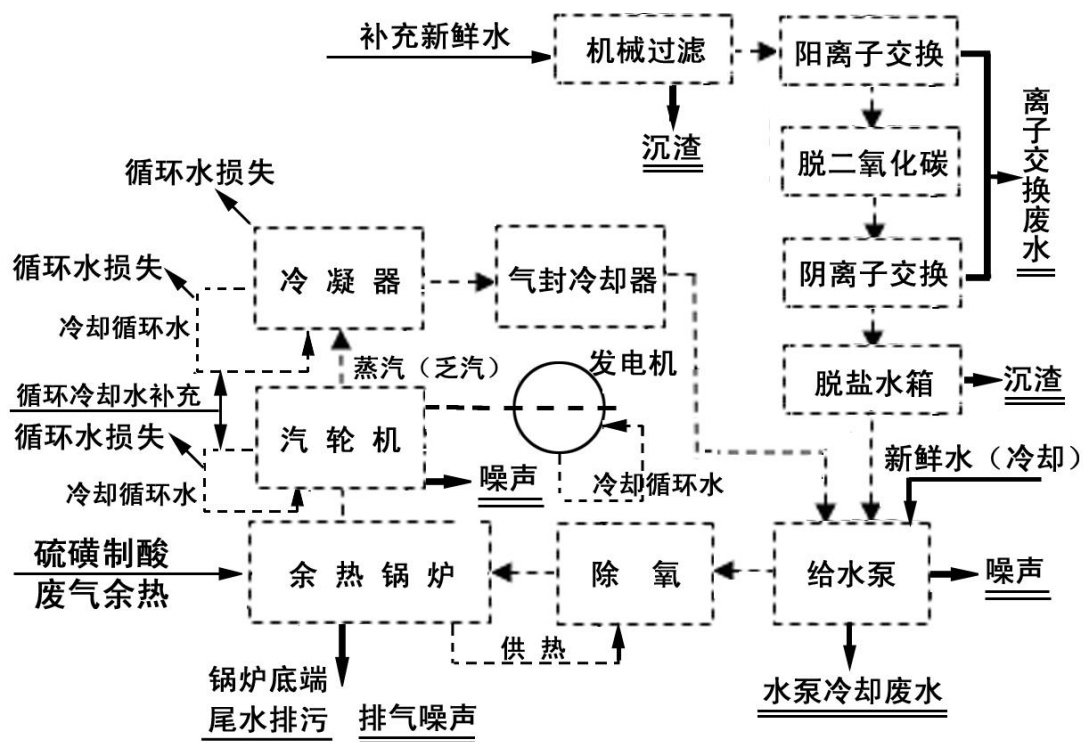 补充新鲜水
机械过滤
阳离子交换
沉渣
脱二氧化碳
离子交换废水
循环水损失
循环水损失
冷凝器
气封冷却器
阴离子交换
冷却循环水
蒸汽（乏汽）
发电机
脱盐水箱
沉渣
循环冷却水补充
循环水损失
汽轮机
新鲜水（冷却）
冷却循环水
噪声
冷却循环水
硫磺制酸
废气余热
余热锅炉
除氧
给水泵
噪声
供热
锅炉底端
尾水排污
排气噪声
水泵冷却废水